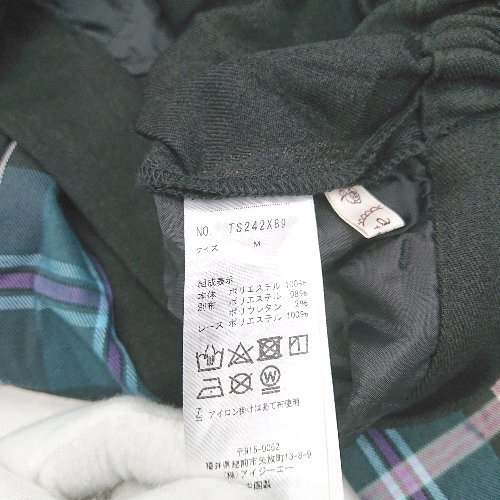 NO. TS242X89
サイズ M
組成表示
本体 ポリエステル 100%
別布 ポリエステル 98%
ポリウレタン 2%
レース ポリエステル 100%
アイロン掛けはあて布使用
〒915-0052
福井県越前市矢放町13-8-9
(株)アイジーエー
中国製